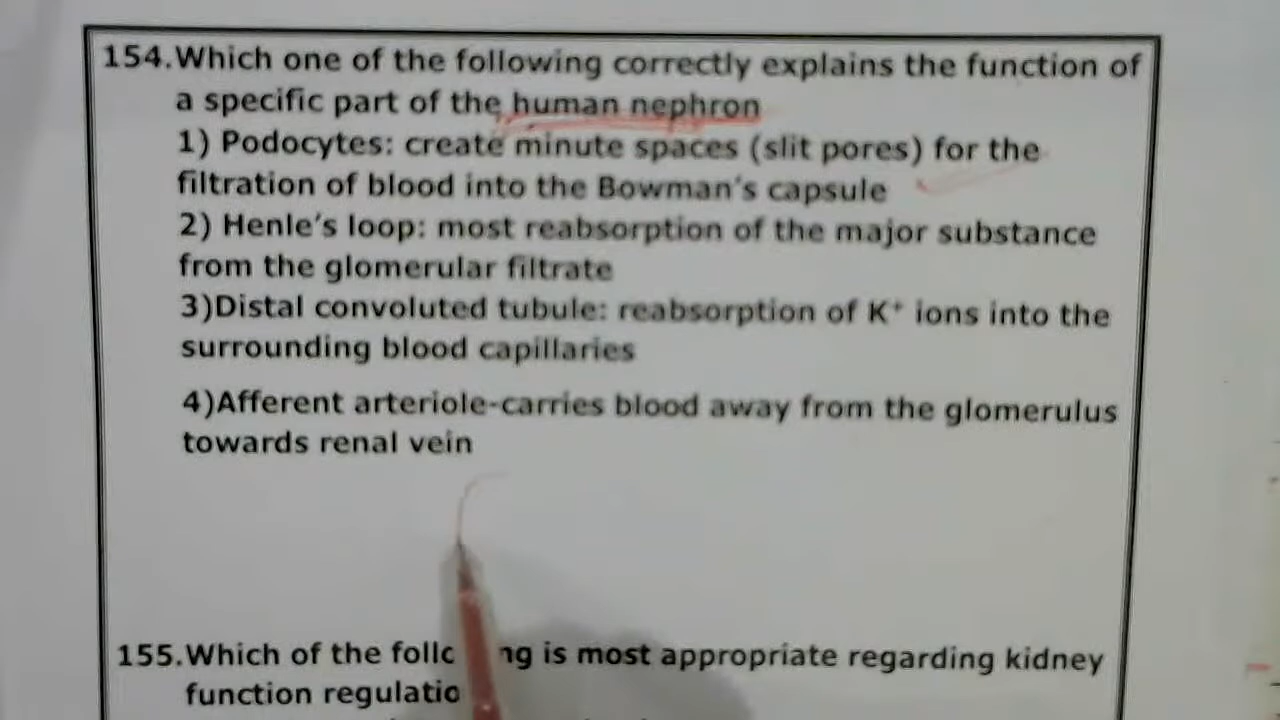 154.Which one of the following correctly explains the function of
a specific part of the human nephron
1) Podocytes: create minute spaces (slit pores) for the
filtration of blood into the Bowman's capsule
2) Henle's loop: most reabsorption of the major substance
from the glomerular filtrate
3)Distal convoluted tubule: reabsorption of K⁺ ions into the
surrounding blood capillaries
4)Afferent arteriole-carries blood away from the glomerulus
towards renal vein
155.Which of the is most appropriate regarding kidney
function